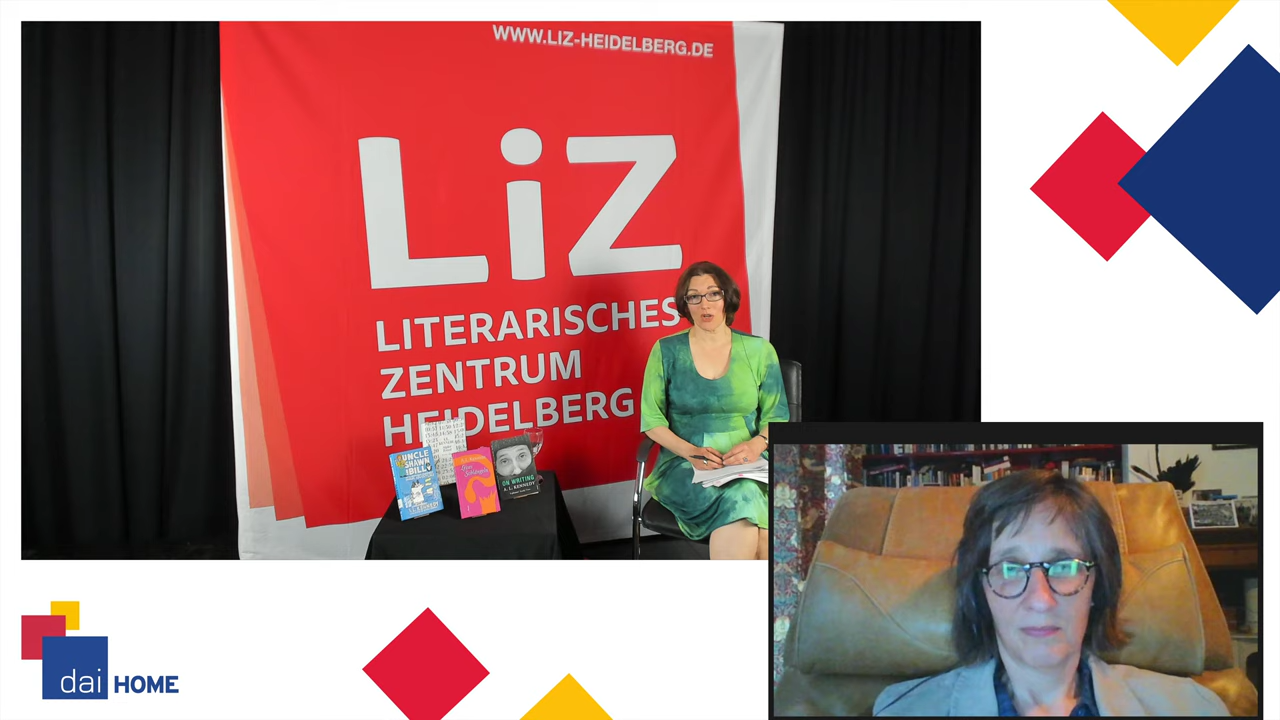 WWW.LIZ-HEIDELBERG.DE
LiZ
LITERARISCHES
ZENTRUM
HEIDELBERG
UNCLE
SHAWN
BILL
ON WRITING
A. L. KENNEDY
dai HOME